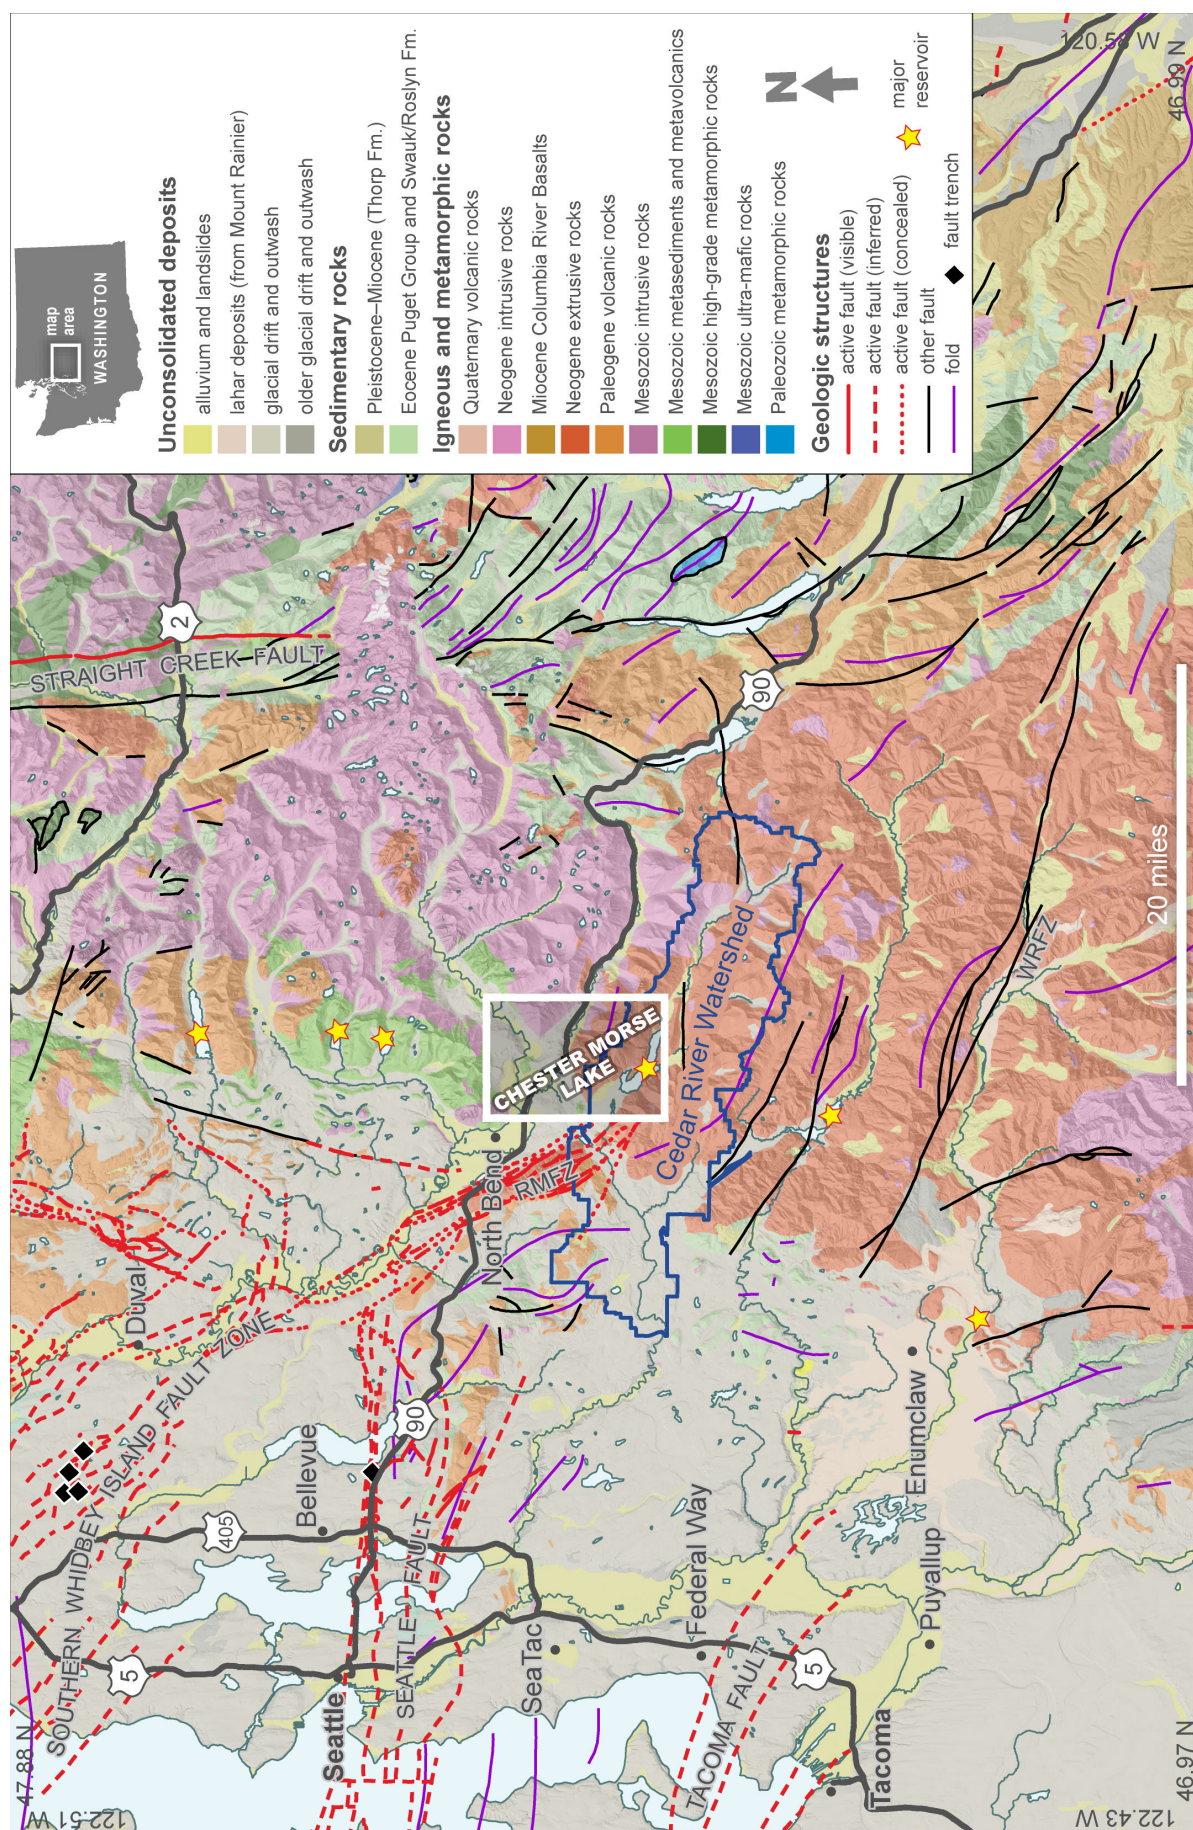 47.88 N
122.51 W
SOUTHERN WHIDBEY ISLAND FAULT ZONE
Duvall
STRAIGHT CREEK FAULT
2
5
405
Bellevue
Seattle
90
SEATTLE FAULT
North Bend
RMFZ
CHESTER MORSE
LAKE
Cedar River Watershed
90
SeaTac
Federal Way
TACOMA FAULT
5
Tacoma
Puyallup
Enumclaw
WRFZ
20 miles
46.97 N
122.43 W
46.99 N
120.58 W
map
area
WASHINGTON
Unconsolidated deposits
alluvium and landslides
lahar deposits (from Mount Rainier)
glacial drift and outwash
older glacial drift and outwash
Sedimentary rocks
Pleistocene–Miocene (Thorp Fm.)
Eocene Puget Group and Swauk/Roslyn Fm.
Igneous and metamorphic rocks
Quaternary volcanic rocks
Neogene intrusive rocks
Miocene Columbia River Basalts
Neogene extrusive rocks
Paleogene volcanic rocks
Mesozoic intrusive rocks
Mesozoic metasediments and metavolcanics
Mesozoic high-grade metamorphic rocks
Mesozoic ultra-mafic rocks
Paleozoic metamorphic rocks
N
Geologic structures
active fault (visible)
active fault (inferred)
active fault (concealed)
other fault
fold
major
reservoir
fault trench